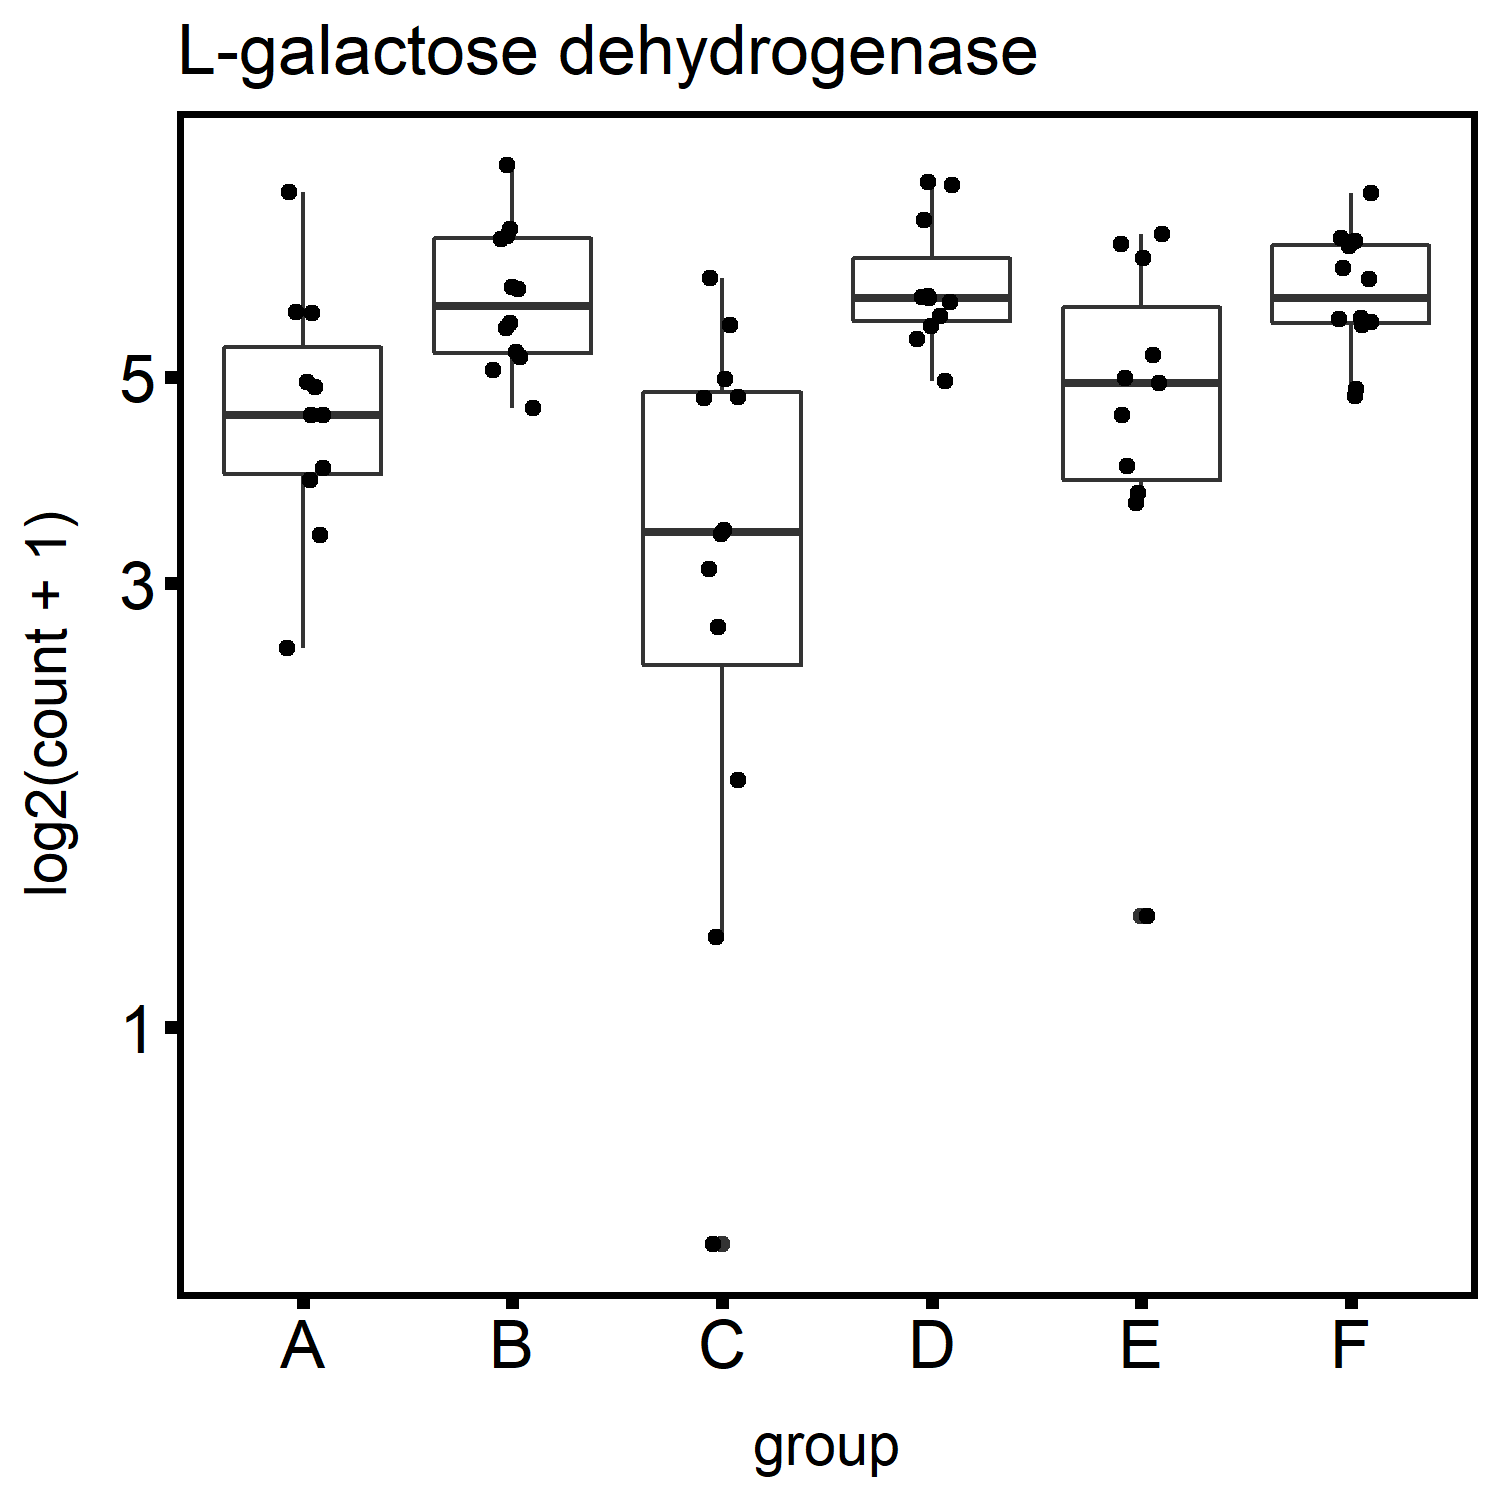 L-galactose dehydrogenase
log2(count + 1)
5
3
1
A B C D E F
group